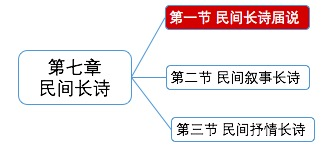 第一节 民间长诗届说
第七章
民间长诗
第二节 民间叙事长诗
第三节 民间抒情长诗